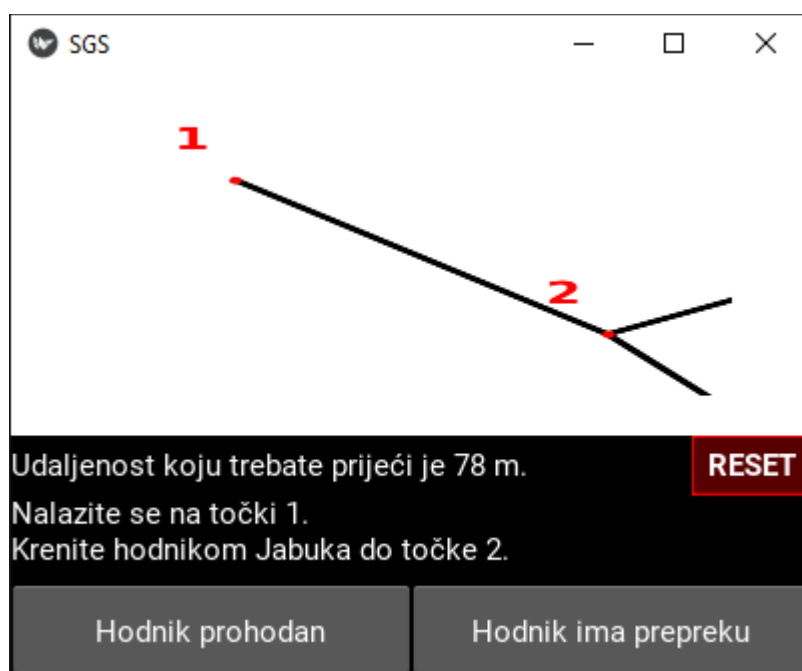 SGS
1
2
Udaljenost koju trebate prijeći je 78 m.
RESET
Nalazite se na točki 1.
Krenite hodnikom Jabuka do točke 2.
Hodnik prohodan
Hodnik ima prepreku